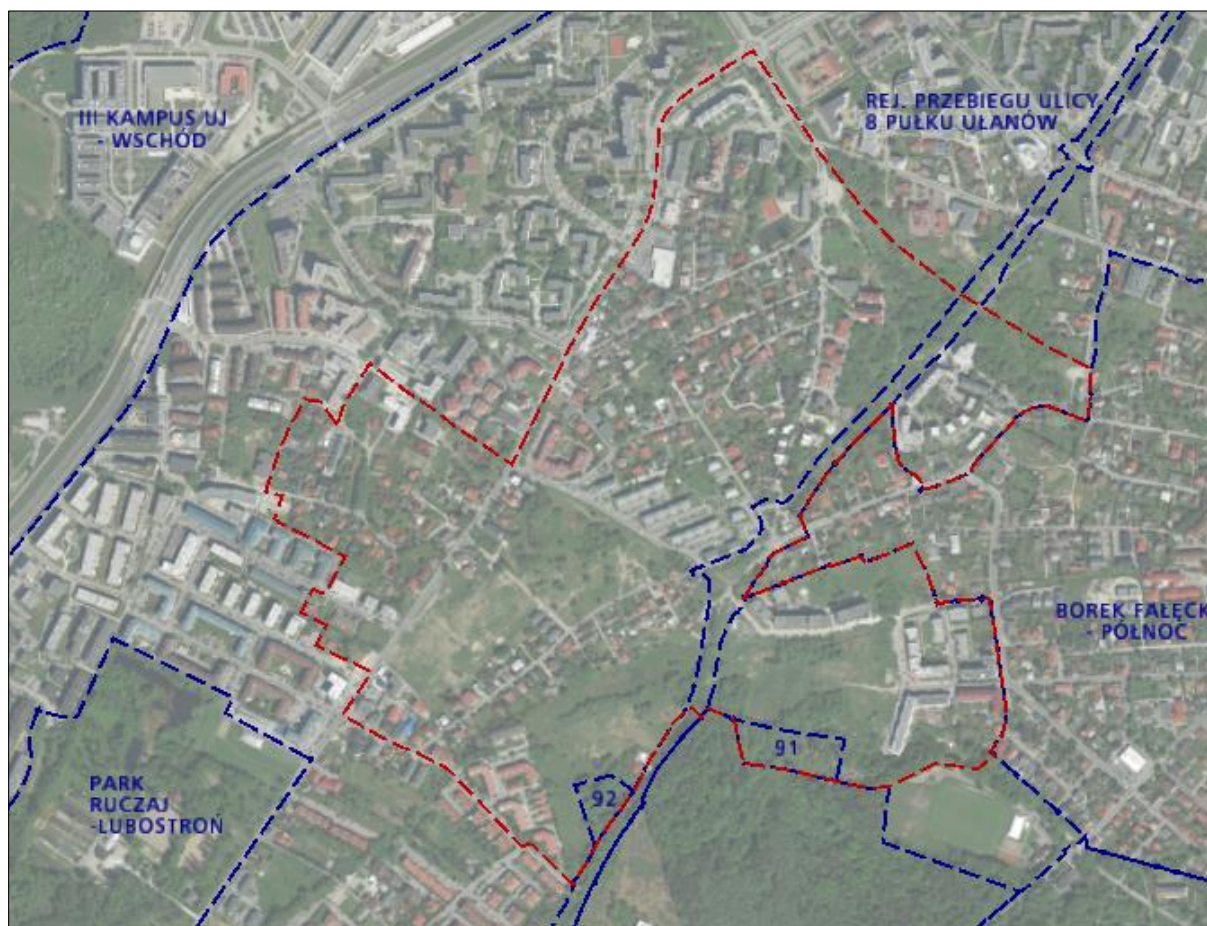 III KAMPUS UJ
- WSCHÓD
REJ. PRZEBIEGU ULICY
8 PUŁKU UŁANÓW
BOREK FAŁĘCK
- PÓŁNOC
91
92
PARK
RUCZAJ
-LUBOSTROŃ